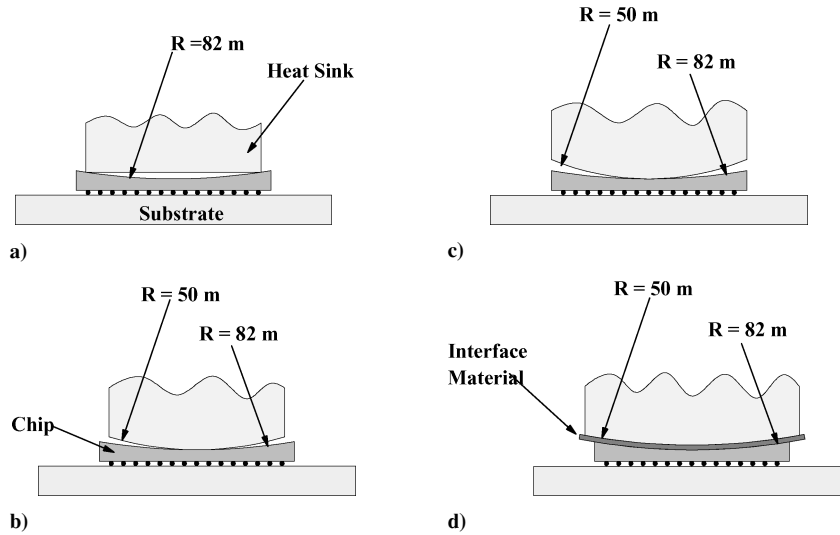 R =82 m
Heat Sink
Substrate
a)
R = 50 m
R = 82 m
Chip
b)
R = 50 m
R = 82 m
c)
R = 50 m
R = 82 m
Interface
Material
d)